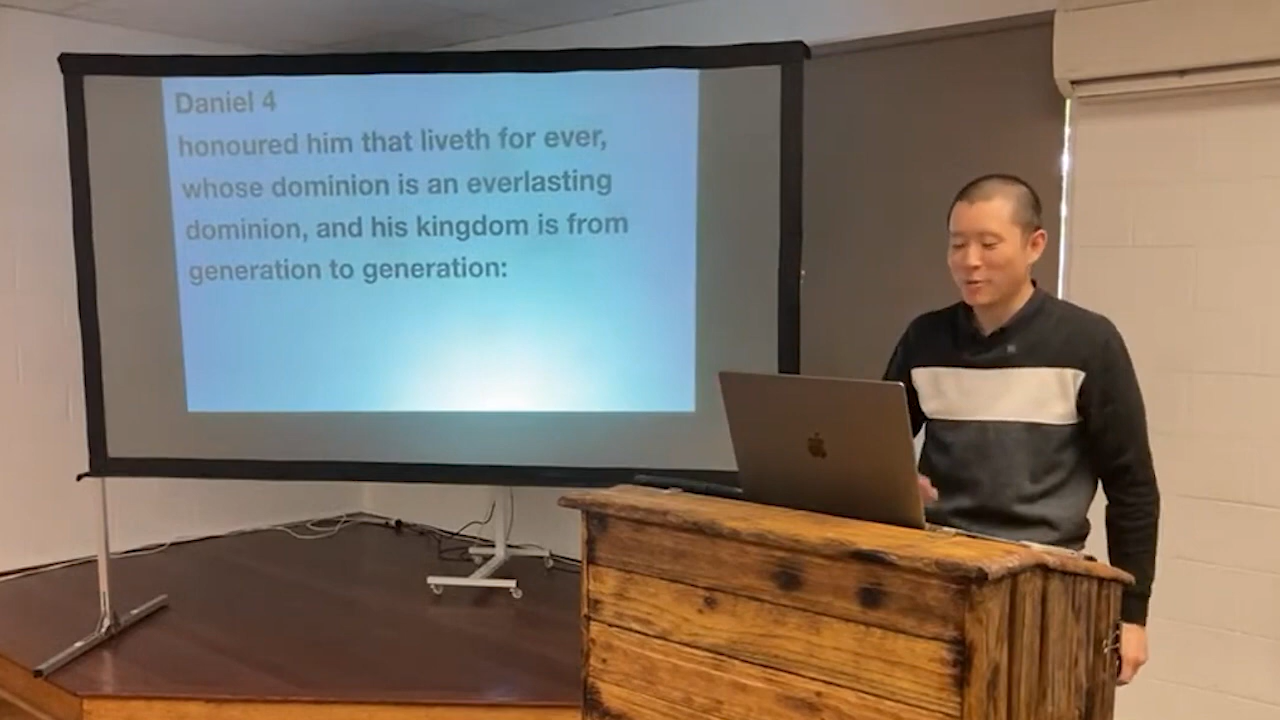 Daniel 4
honoured him that liveth for ever,
whose dominion is an everlasting
dominion, and his kingdom is from
generation to generation: